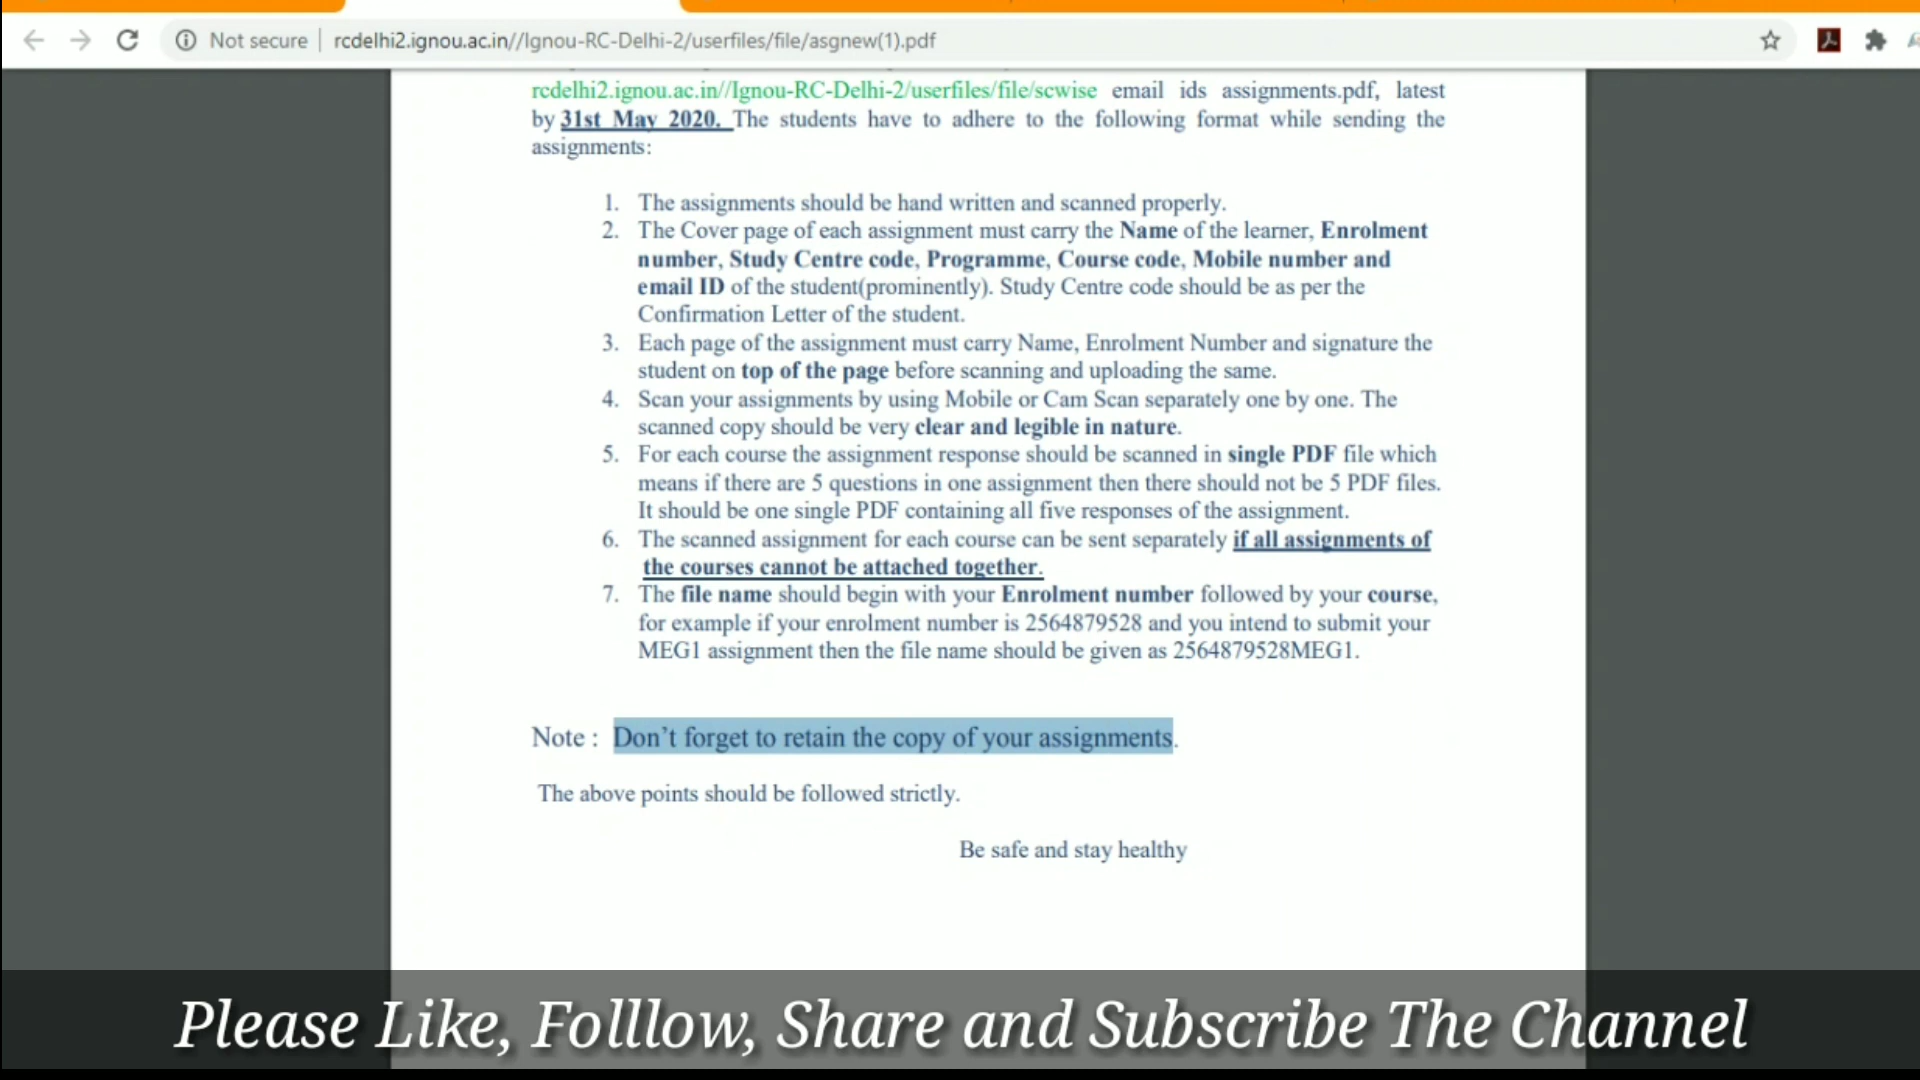 Not secure | rcdelhi2.ignou.ac.in//Ignou-RC-Delhi-2/userfiles/file/asgnew(1).pdf
rcdelhi2.ignou.ac.in//Ignou-RC-Delhi-2/userfiles/file/scwise email ids assignments.pdf, latest
by 31st May 2020. The students have to adhere to the following format while sending the
assignments:
1. The assignments should be hand written and scanned properly.
2. The Cover page of each assignment must carry the Name of the learner, Enrolment
number, Study Centre code, Programme, Course code, Mobile number and
email ID of the student(prominently). Study Centre code should be as per the
Confirmation Letter of the student.
3. Each page of the assignment must carry Name, Enrolment Number and signature the
student on top of the page before scanning and uploading the same.
4. Scan your assignments by using Mobile or Cam Scan separately one by one. The
scanned copy should be very clear and legible in nature.
5. For each course the assignment response should be scanned in single PDF file which
means if there are 5 questions in one assignment then there should not be 5 PDF files.
It should be one single PDF containing all five responses of the assignment.
6. The scanned assignment for each course can be sent separately if all assignments of
the courses cannot be attached together.
7. The file name should begin with your Enrolment number followed by your course,
for example if your enrolment number is 2564879528 and you intend to submit your
MEG1 assignment then the file name should be given as 2564879528MEG1.
Note : Don’t forget to retain the copy of your assignments.
The above points should be followed strictly.
Be safe and stay healthy
Please Like, Folllow, Share and Subscribe The Channel